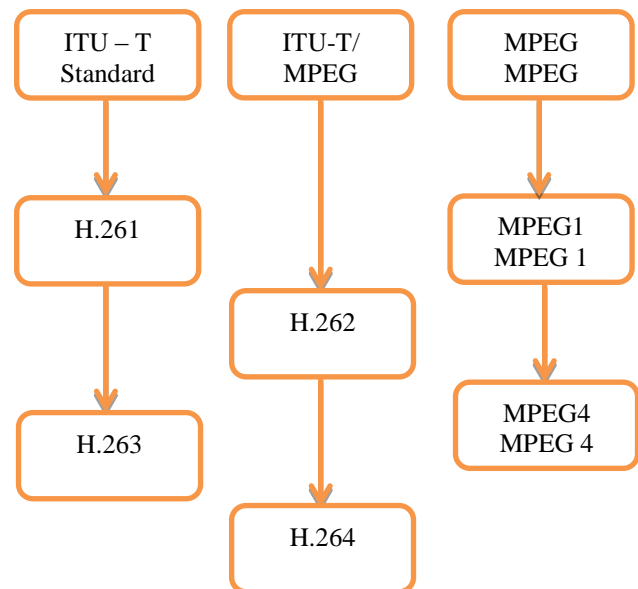 ITU – T
Standard
ITU-T/
MPEG
MPEG
MPEG
H.261
MPEG1
MPEG 1
H.262
H.263
MPEG4
MPEG 4
H.264